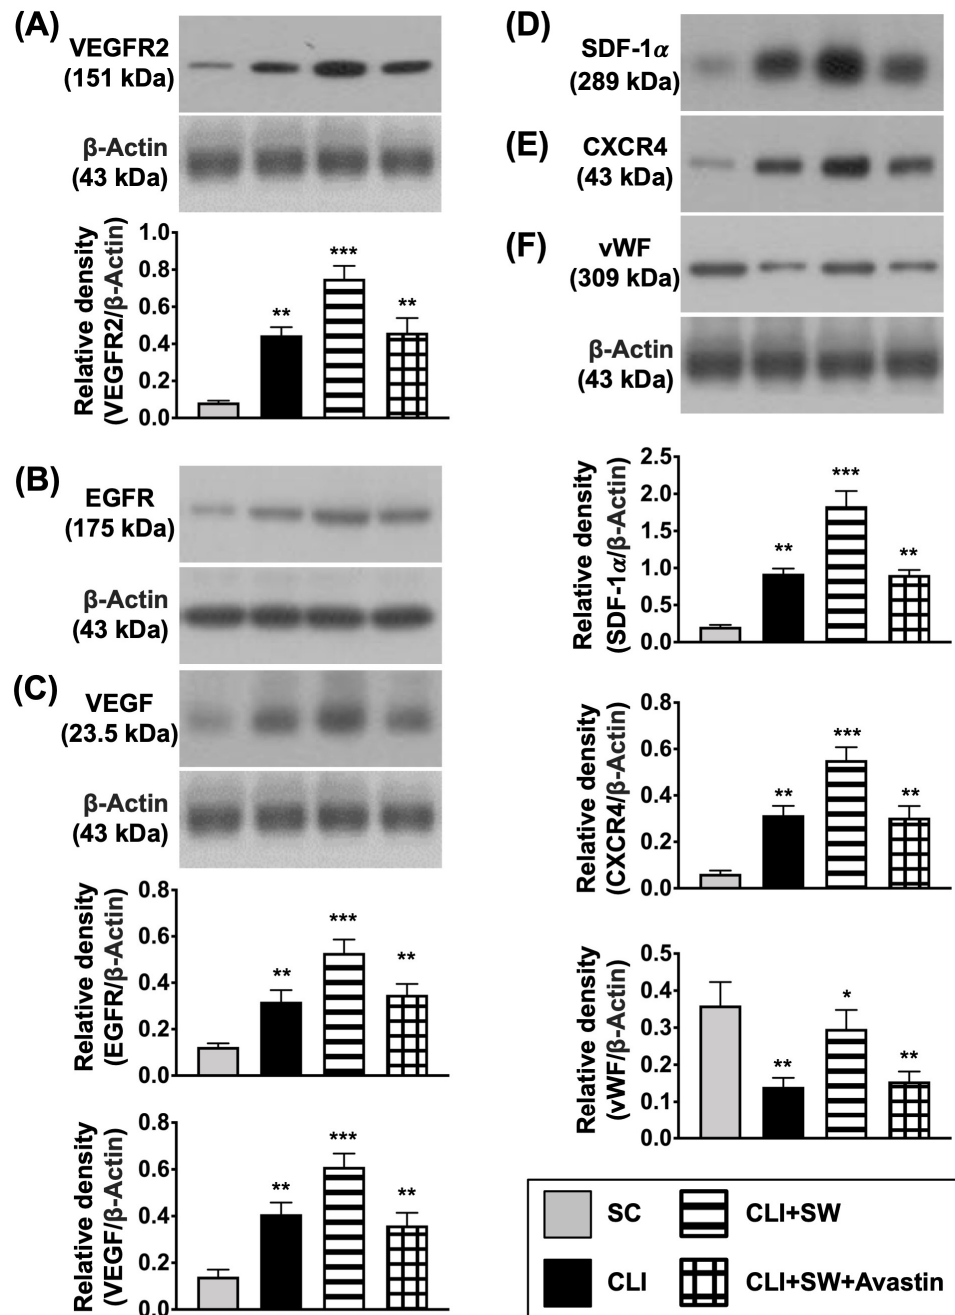 (A)
VEGFR2
(151 kDa)
β-Actin
(43 kDa)
Relative density
(VEGFR2/β-Actin)
1.0
0.8
0.6
0.4
0.2
0.0
**
***
**
(B)
EGFR
(175 kDa)
β-Actin
(43 kDa)
(C)
VEGF
(23.5 kDa)
β-Actin
(43 kDa)
Relative density
(EGFR/β-Actin)
0.8
0.6
0.4
0.2
0.0
**
***
**
Relative density
(VEGF/β-Actin)
0.8
0.6
0.4
0.2
0.0
**
***
**
(D)
SDF-1α
(289 kDa)
(E)
CXCR4
(43 kDa)
(F)
vWF
(309 kDa)
β-Actin
(43 kDa)
Relative density
(SDF-1α/β-Actin)
2.5
2.0
1.5
1.0
0.5
0.0
**
***
**
Relative density
(CXCR4/β-Actin)
0.8
0.6
0.4
0.2
0.0
**
***
**
Relative density
(vWF/β-Actin)
0.5
0.4
0.3
0.2
0.1
0.0
**
*
**
SC
CLI+SW
CLI
CLI+SW+Avastin